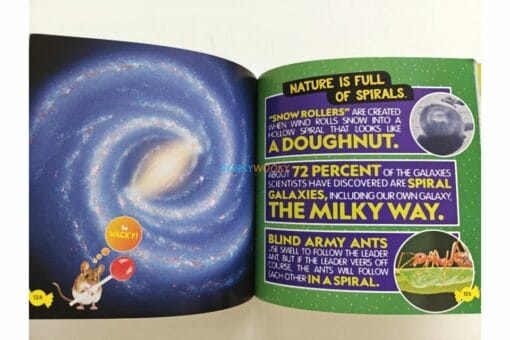 So
WACKY!
124
NATURE IS FULL
OF SPIRALS.
"SNOW ROLLERS" ARE CREATED
WHEN WIND ROLLS SNOW INTO A
HOLLOW SPIRAL THAT LOOKS LIKE
A DOUGHNUT.
ABOUT 72 PERCENT OF THE GALAXIES
SCIENTISTS HAVE DISCOVERED ARE SPIRAL
GALAXIES, INCLUDING OUR OWN GALAXY,
THE MILKY WAY.
BLIND ARMY ANTS
USE SMELL TO FOLLOW THE LEADER
ANT. BUT IF THE LEADER VEERS OFF
COURSE, THE ANTS WILL FOLLOW
EACH OTHER IN A SPIRAL.
125
BOOKYWOOKY